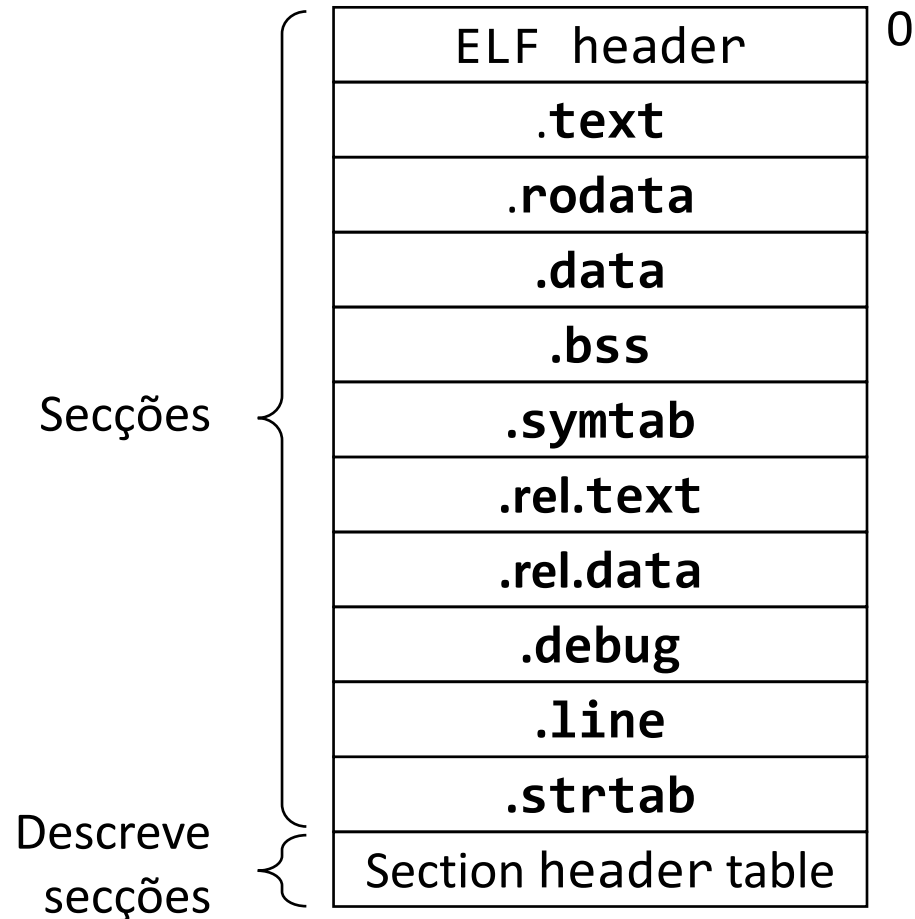 ELF header
0
.text
.rodata
.data
.bss
Secções
.symtab
.rel.text
.rel.data
.debug
.line
.strtab
Descreve
secções
Section header table